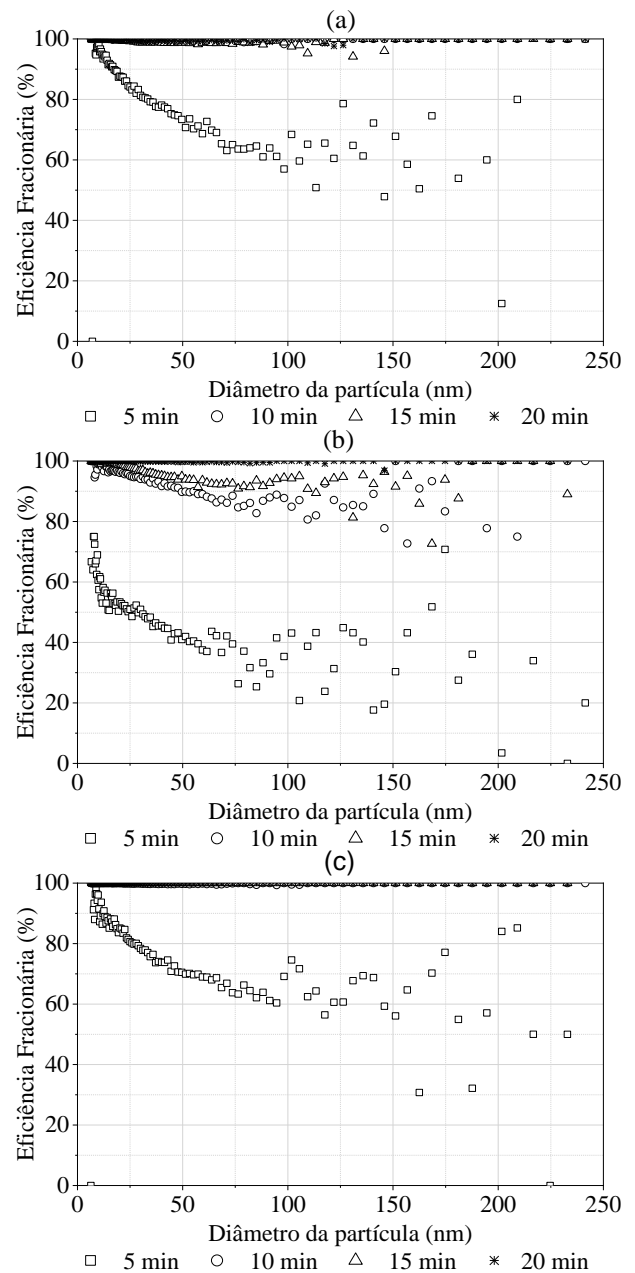 (a)
100
80
60
40
20
0
Eficiência Fracionária (%)
0 50 100 150 200 250
Diâmetro da partícula (nm)
5 min 10 min 15 min 20 min
(b)
100
80
60
40
20
0
Eficiência Fracionária (%)
0 50 100 150 200 250
Diâmetro da partícula (nm)
5 min 10 min 15 min 20 min
(c)
100
80
60
40
20
0
Eficiência Fracionária (%)
0 50 100 150 200 250
Diâmetro da partícula (nm)
5 min 10 min 15 min 20 min